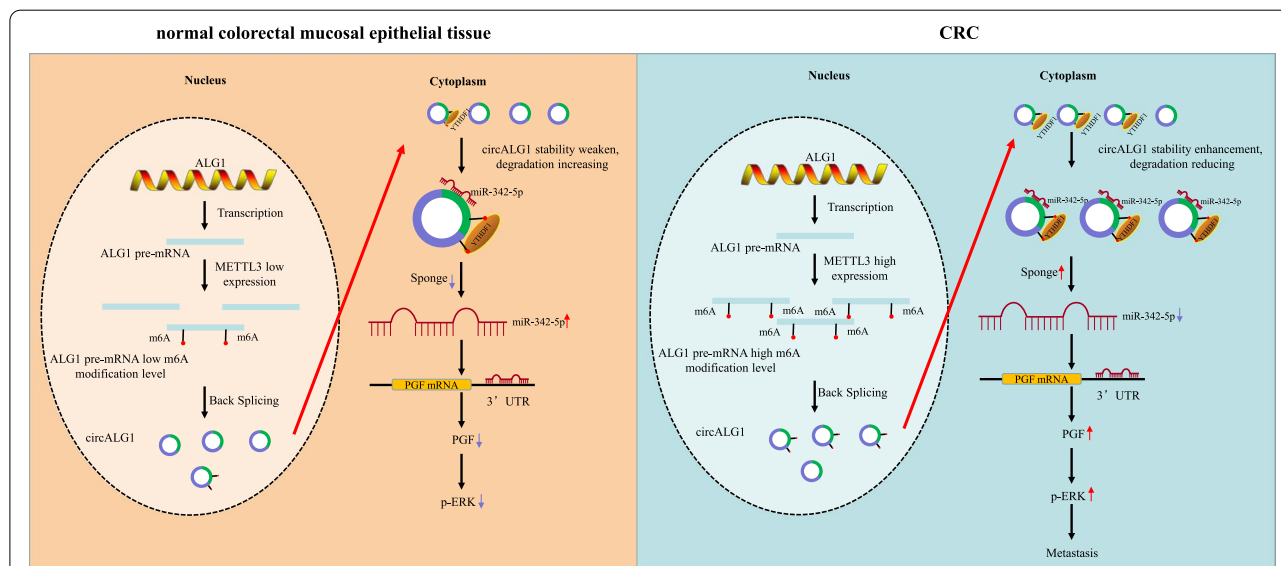 normal colorectal mucosal epithelial tissue
Nucleus
ALG1
Transcription
ALG1 pre-mRNA
METTL3 low
expression
m6A
m6A
ALG1 pre-mRNA low m6A
modification level
Back Splicing
circALG1
Cytoplasm
YTHDF1
circALG1 stability weaken,
degradation increasing
miR-342-5p
YTHDF1
Sponge
miR-342-5p
PGF mRNA
3' UTR
PGF
p-ERK
CRC
Nucleus
ALG1
Transcription
ALG1 pre-mRNA
METTL3 high
expression
m6A
m6A
m6A
m6A
m6A
m6A
ALG1 pre-mRNA high m6A
modification level
Back Splicing
circALG1
Cytoplasm
YTHDF1
YTHDF1
YTHDF1
circALG1 stability enhancement,
degradation reducing
miR-342-5p
miR-342-5p
miR-342-5p
YTHDF1
YTHDF1
YTHDF1
Sponge
miR-342-5p
PGF mRNA
3' UTR
PGF
p-ERK
Metastasis